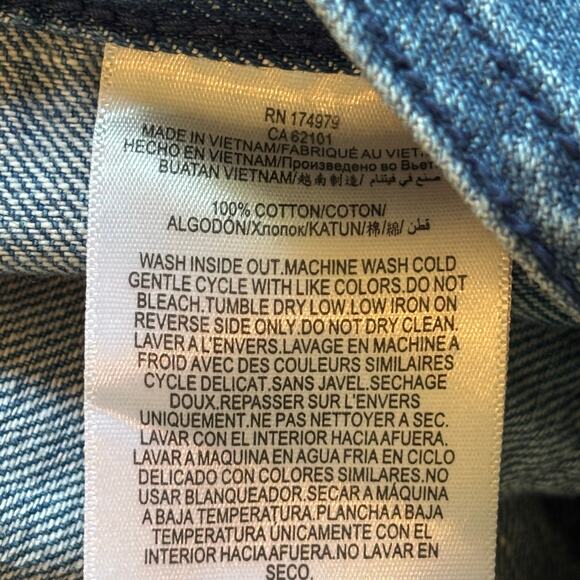 RN 174979
CA 62101
MADE IN VIETNAM/FABRIQUÉ AU
HECHO EN VIETNAM/Произведено во
BUATAN VIETNAM/越南制造/ صنع في فيتنام /
100% COTTON/COTON/
ALGODÓN/Хлопок/KATUN/棉/綿/ قطن
WASH INSIDE OUT.MACHINE WASH COLD
GENTLE CYCLE WITH LIKE COLORS.DO NOT
BLEACH.TUMBLE DRY LOW.LOW IRON ON
REVERSE SIDE ONLY.DO NOT DRY CLEAN.
LAVER A L'ENVERS.LAVAGE EN MACHINE A
FROID AVEC DES COULEURS SIMILAIRES
CYCLE DELICAT.SANS JAVEL.SECHAGE
DOUX.REPASSER SUR L'ENVERS
UNIQUEMENT.NE PAS NETTOYER A SEC.
LAVAR CON EL INTERIOR HACIAAFUERA.
LAVAR A MAQUINA EN AGUA FRIA EN CICLO
DELICADO CON COLORES SIMILARES.NO
USAR BLANQUEADOR.SECAR A MÁQUINA
A BAJA TEMPERATURA.PLANCHA A BAJA
TEMPERATURA ÚNICAMENTE CON EL
INTERIOR HACIAAFUERA.NO LAVAR EN
SECO.